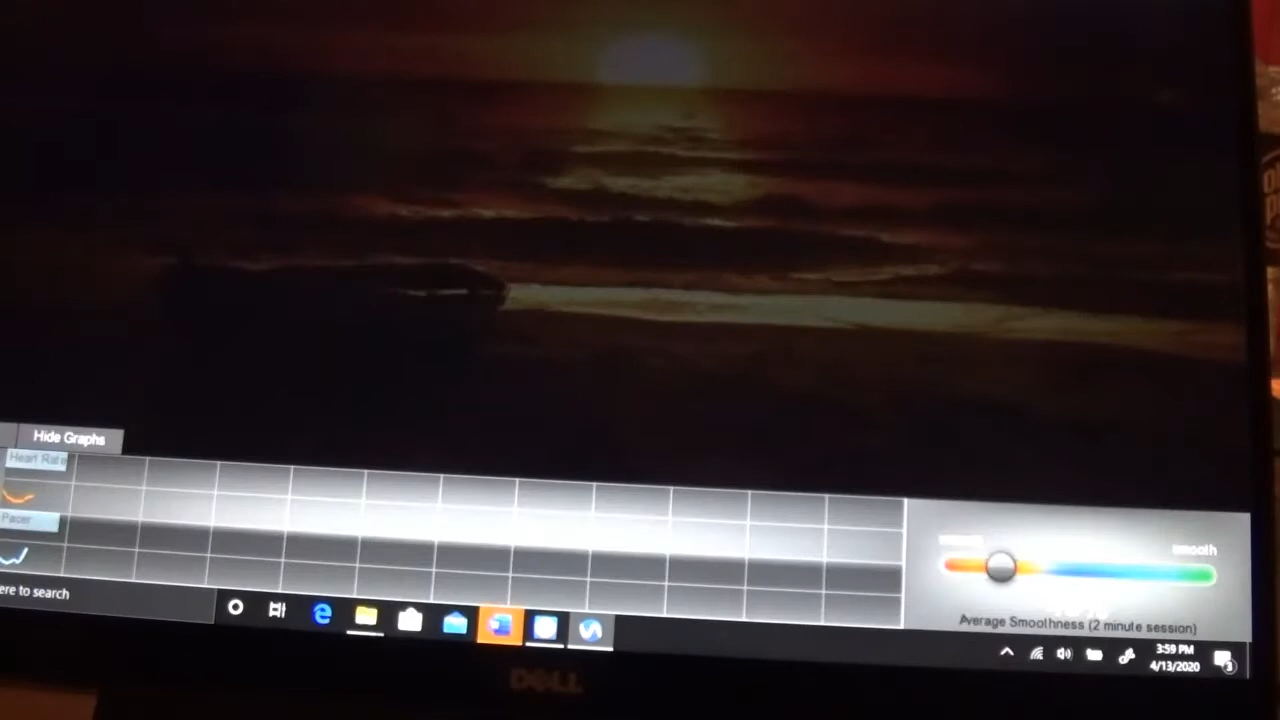 Hide Graphs
Heart Rate
Pacer
smooth
Average Smoothness (2 minute session)
ere to search
3:59 PM
4/13/2020
3
DELL